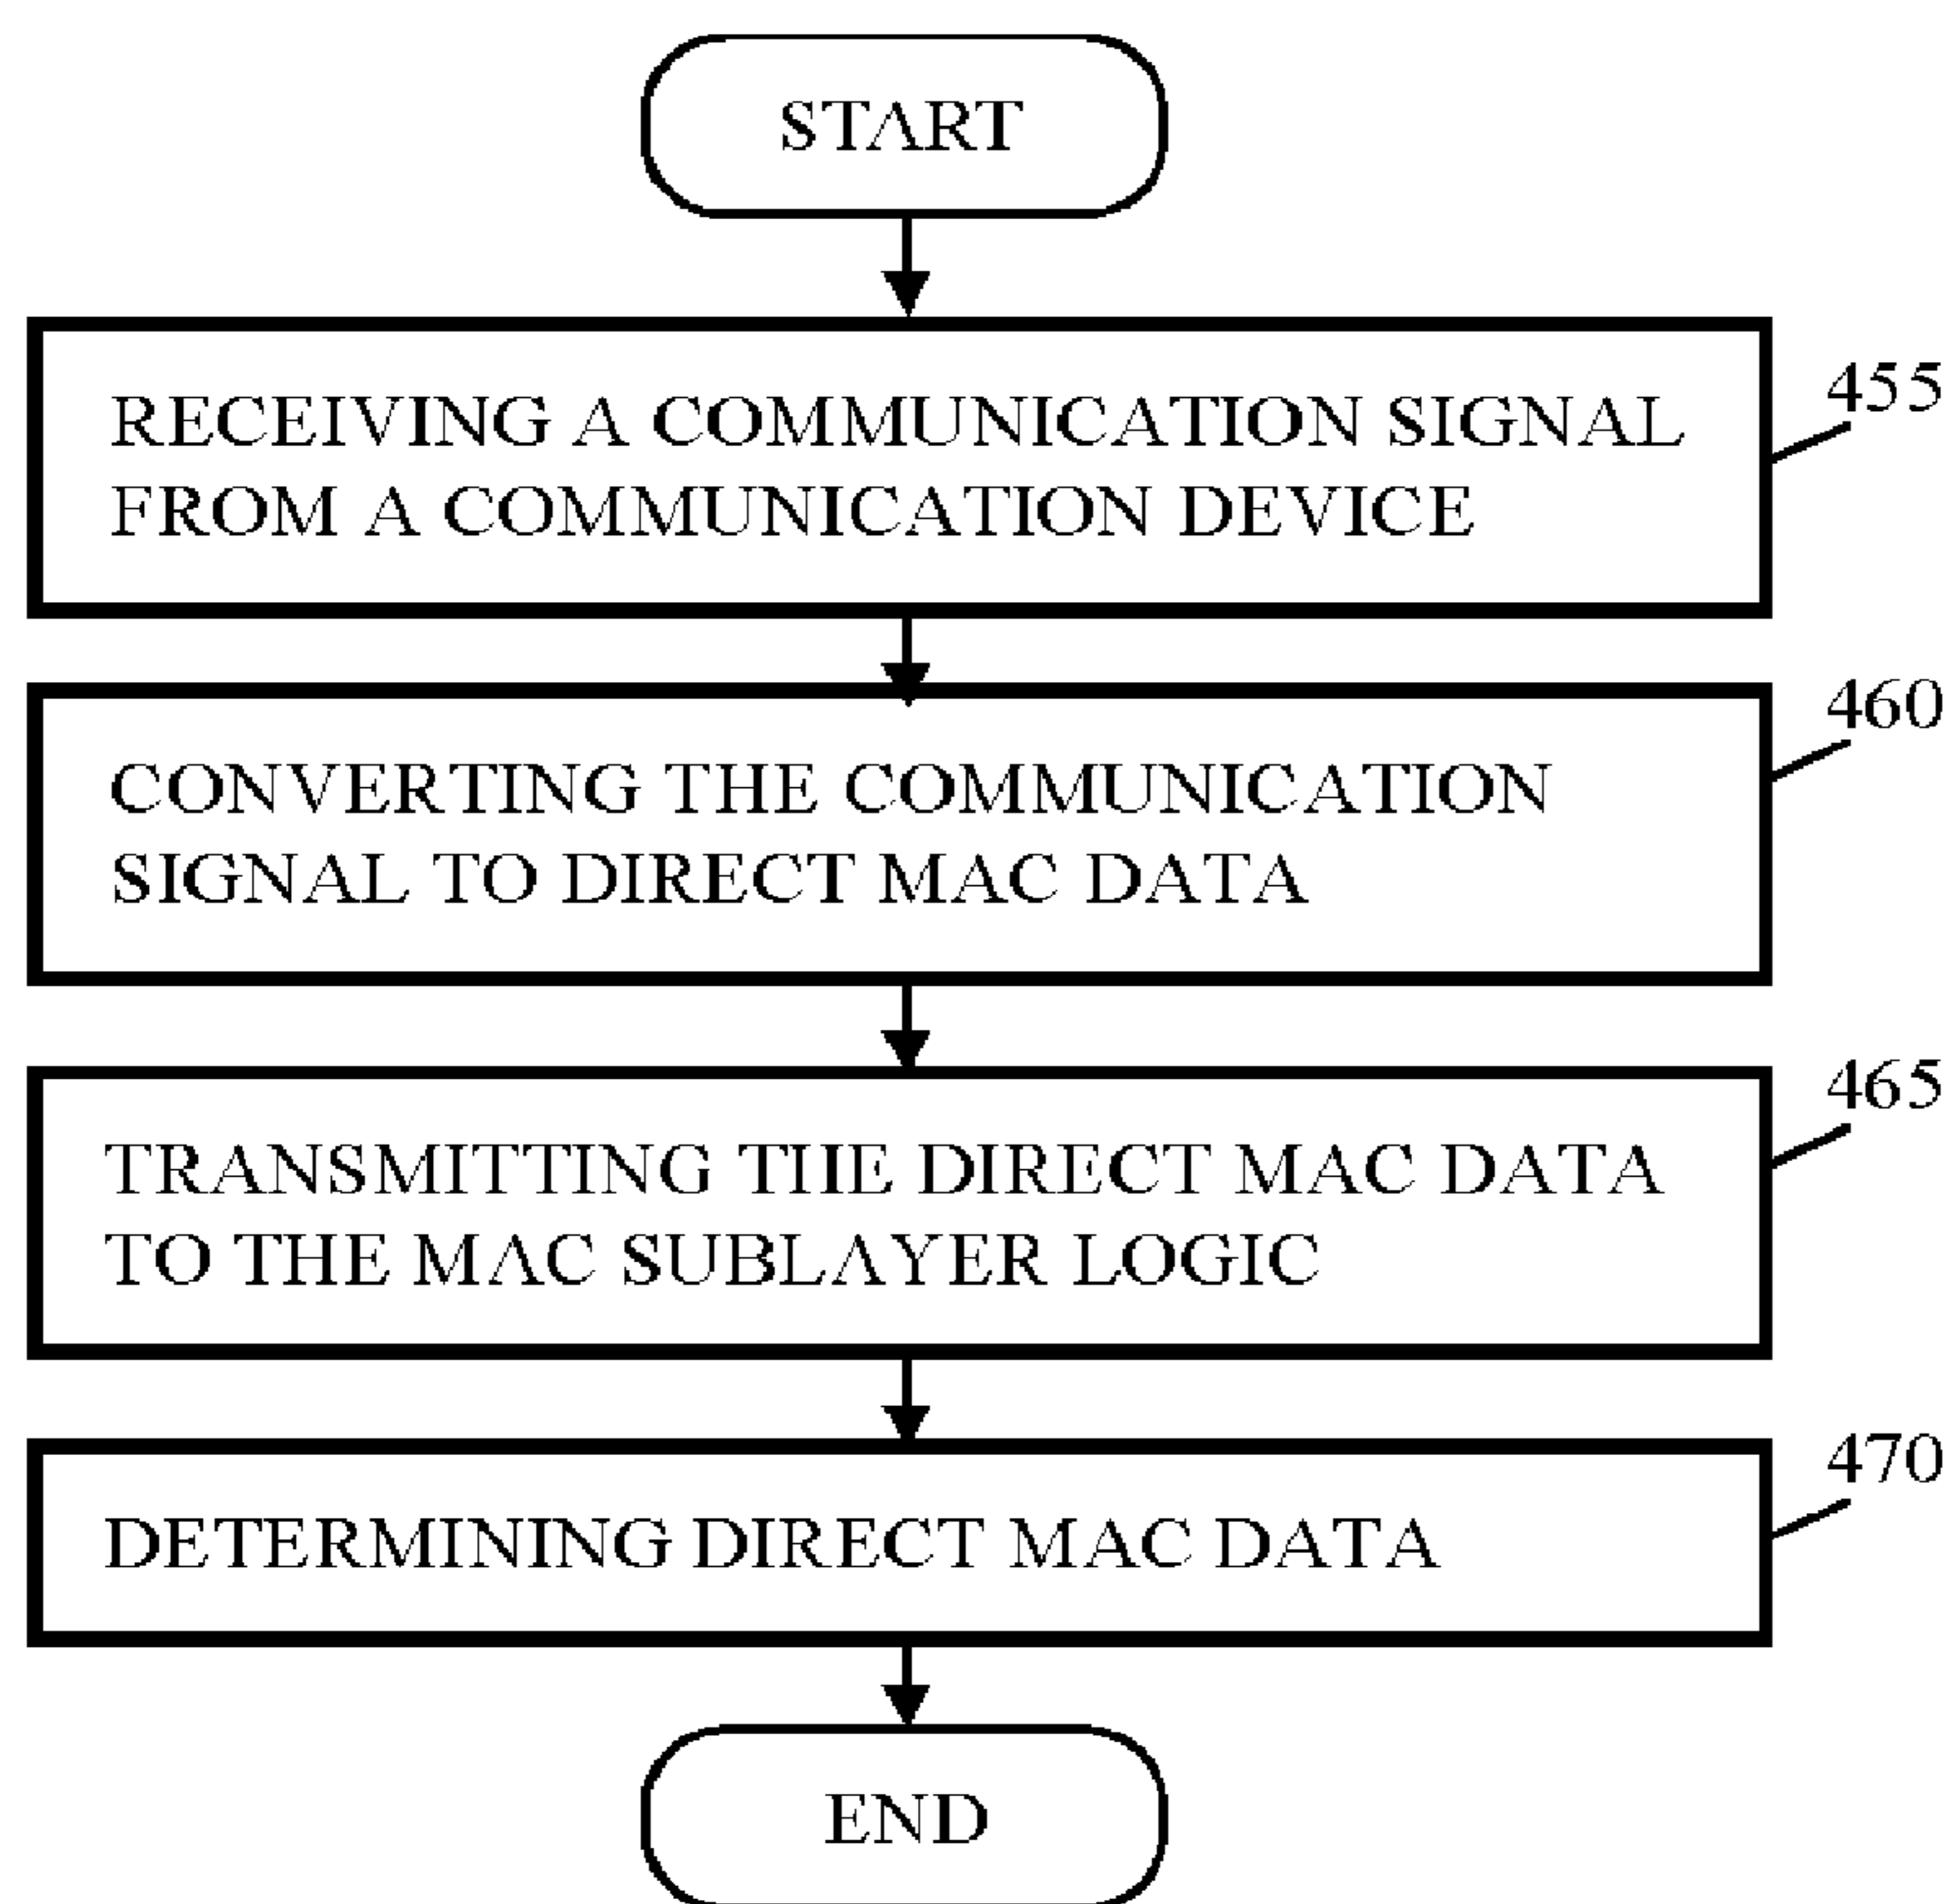 START
RECEIVING A COMMUNICATION SIGNAL
FROM A COMMUNICATION DEVICE
455
CONVERTING THE COMMUNICATION
SIGNAL TO DIRECT MAC DATA
460
TRANSMITTING THE DIRECT MAC DATA
TO THE MAC SUBLAYER LOGIC
465
DETERMINING DIRECT MAC DATA
470
END